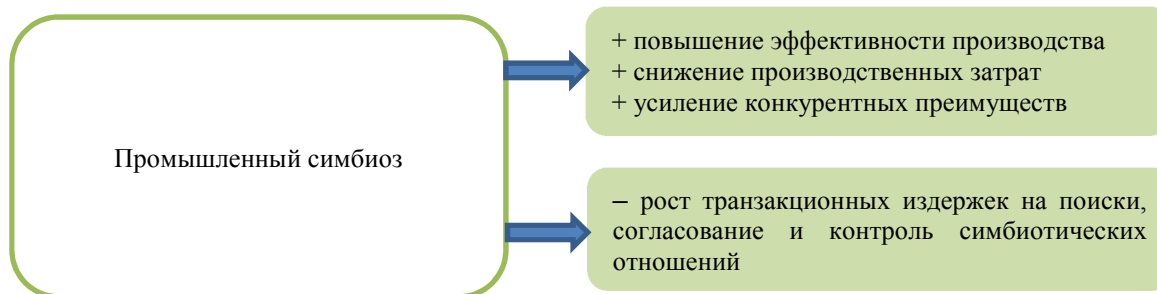 Промышленный симбиоз
+ повышение эффективности производства
+ снижение производственных затрат
+ усиление конкурентных преимуществ
– рост транзакционных издержек на поиски,
согласование и контроль симбиотических
отношений